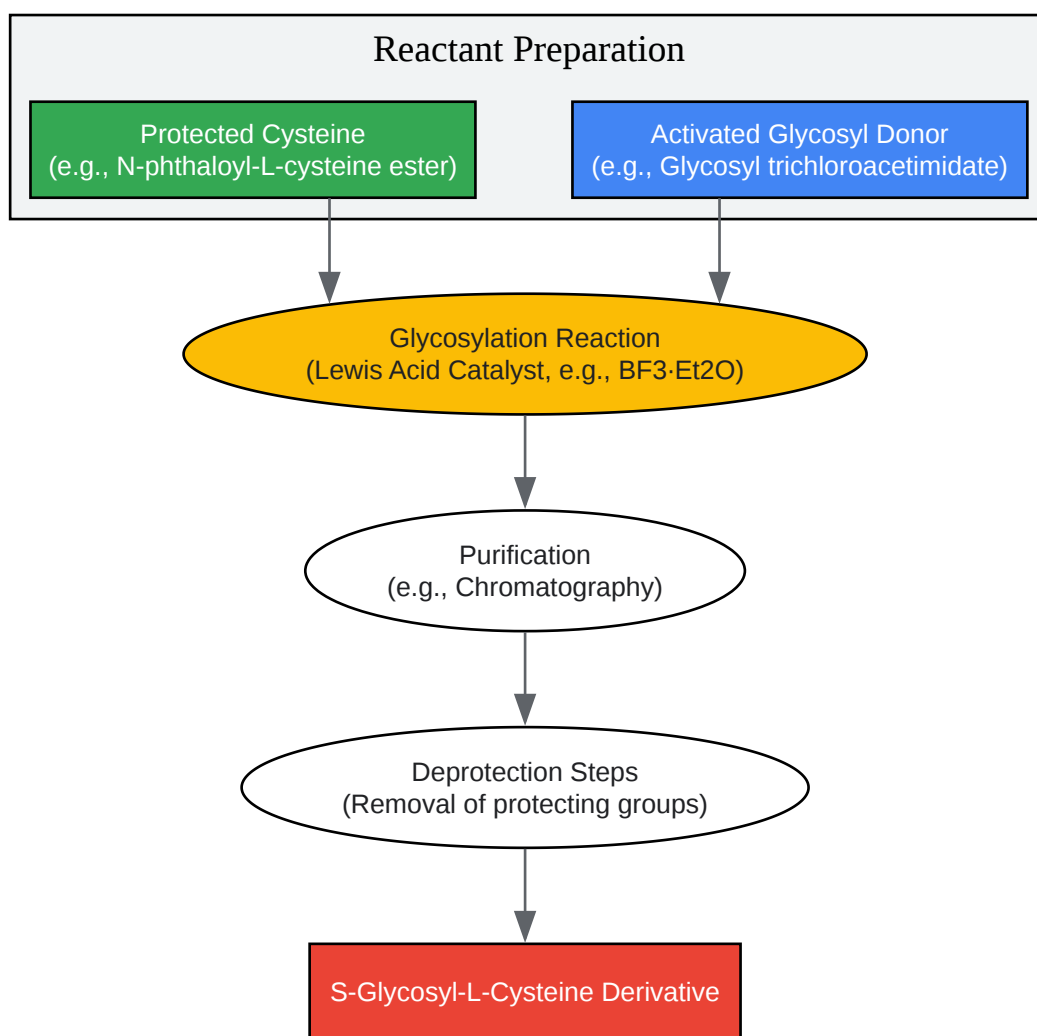 Reactant Preparation
Protected Cysteine
(e.g., N-phthaloyl-L-cysteine ester)
Activated Glycosyl Donor
(e.g., Glycosyl trichloroacetimidate)
Glycosylation Reaction
(Lewis Acid Catalyst, e.g., BF3·Et2O)
Purification
(e.g., Chromatography)
Deprotection Steps
(Removal of protecting groups)
S-Glycosyl-L-Cysteine Derivative